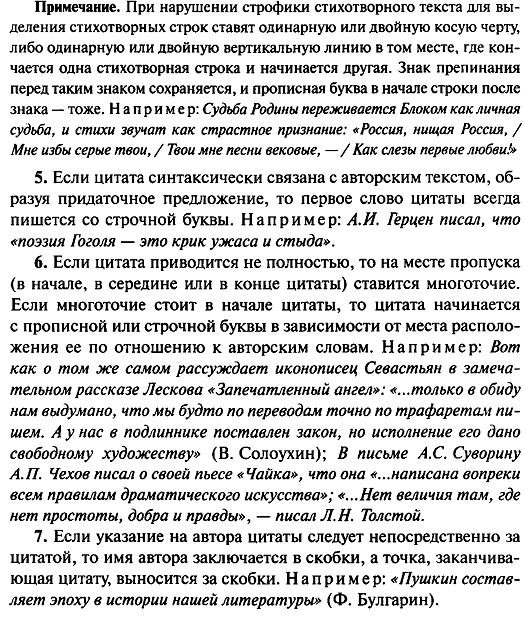 Примечание. При нарушении строфики стихотворного текста для вы-
деления стихотворных строк ставят одинарную или двойную косую черту,
либо одинарную или двойную вертикальную линию в том месте, где кон-
чается одна стихотворная строка и начинается другая. Знак препинания
перед таким знаком сохраняется, и прописная буква в начале строки после
знака — тоже. Например: Судьба Родины переживается Блоком как личная
судьба, и стихи звучат как страстное признание: «Россия, нищая Россия, /
Мне избы серые твои, / Твои мне песни вековые, — / Как слезы первые любви!»
5. Если цитата синтаксически связана с авторским текстом, об-
разуя придаточное предложение, то первое слово цитаты всегда
пишется со строчной буквы. Например: А.И. Герцен писал, что
«поэзия Гоголя — это крик ужаса и стыда».
6. Если цитата приводится не полностью, то на месте пропуска
(в начале, в середине или в конце цитаты) ставится многоточие.
Если многоточие стоит в начале цитаты, то цитата начинается
с прописной или строчной буквы в зависимости от места располо-
жения ее по отношению к авторским словам. Например: Вот
как о том же самом рассуждает иконописец Севастьян в замеча-
тельном рассказе Лескова «Запечатленный ангел»: «...только в обиду
нам выдумано, что мы будто по переводам точно по трафаретам пи-
шем. А у нас в подлиннике поставлен закон, но исполнение его дано
свободному художеству» (В. Солоухин); В письме А.С. Суворину
А.П. Чехов писал о своей пьесе «Чайка», что она «...написана вопреки
всем правилам драматического искусства»; «...Нет величия там, где
нет простоты, добра и правды», — писал Л.Н. Толстой.
7. Если указание на автора цитаты следует непосредственно за
цитатой, то имя автора заключается в скобки, а точка, заканчива-
ющая цитату, выносится за скобки. Например: «Пушкин состав-
ляет эпоху в истории нашей литературы» (Ф. Булгарин).